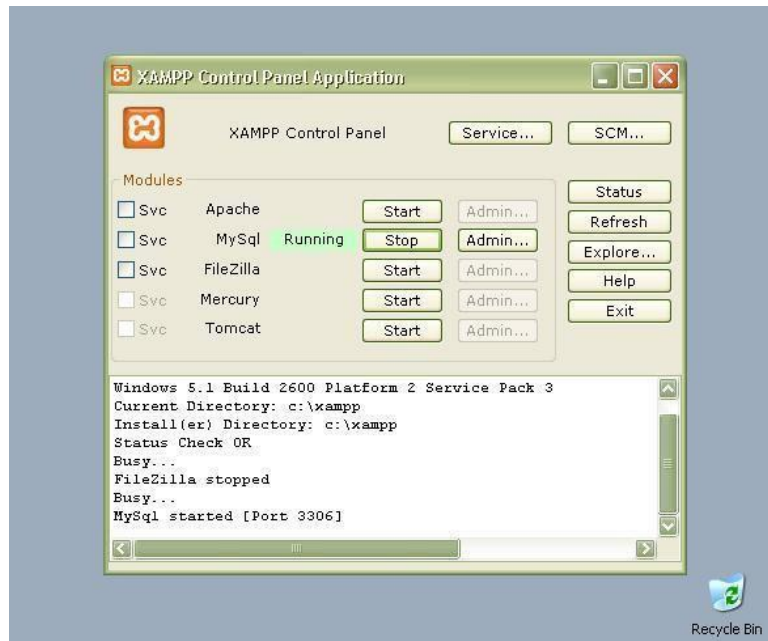 XAMPP Control Panel Application
XAMPP Control Panel Service... SCM...
Modules
Status
Svc Apache Start Admin...
Refresh
Svc MySql Running Stop Admin...
Explore...
Svc FileZilla Start Admin...
Help
Svc Mercury Start Admin...
Exit
Svc Tomcat Start Admin...
Windows 5.1 Build 2600 Platform 2 Service Pack 3
Current Directory: c:\xampp
Install(er) Directory: c:\xampp
Status Check OK
Busy...
FileZilla stopped
Busy...
MySql started [Port 3306]
Recycle Bin